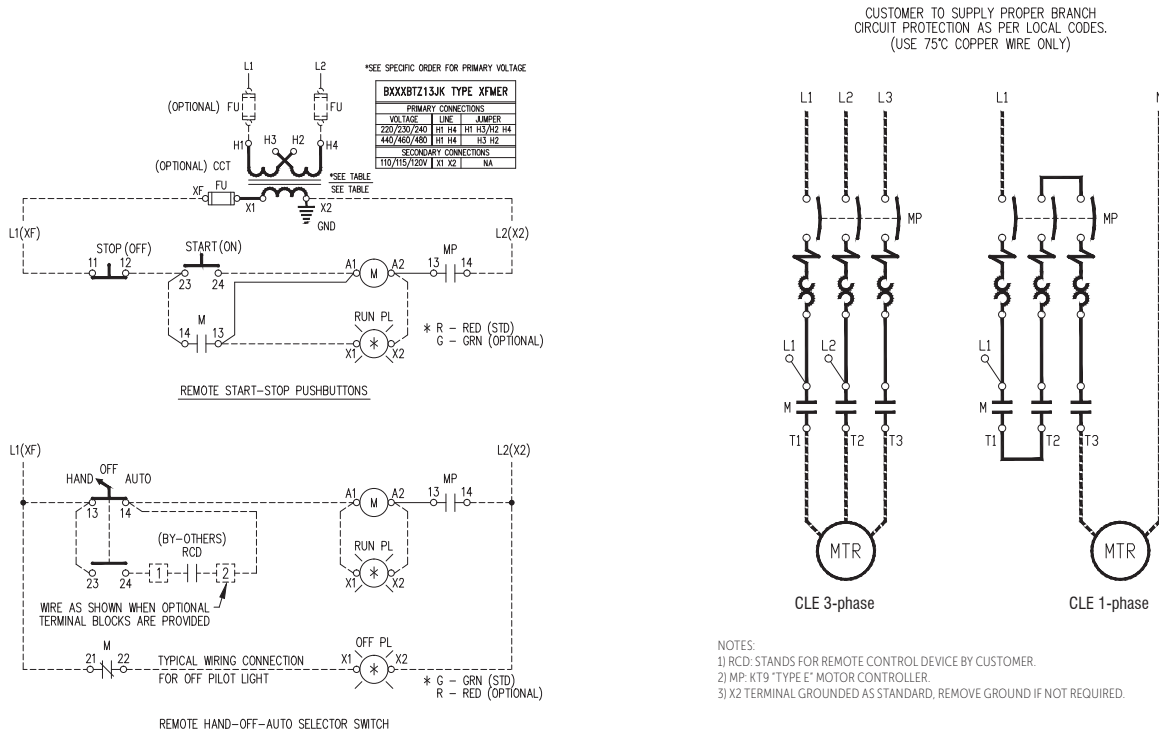 CUSTOMER TO SUPPLY PROPER BRANCH
CIRCUIT PROTECTION AS PER LOCAL CODES.
(USE 75°C COPPER WIRE ONLY)
L1 L2
*SEE SPECIFIC ORDER FOR PRIMARY VOLTAGE
(OPTIONAL) FU FU
BXXXBTZ13JK TYPE XFMER
PRIMARY CONNECTIONS
VOLTAGE LINE JUMPER
220/230/240 H1 H4 H1 H3/H2 H4
440/460/480 H1 H4 H3 H2
SECONDARY CONNECTIONS
110/115/120V X1 X2 NA
H1 H3 H2 H4
(OPTIONAL) CCT
*SEE TABLE
SEE TABLE
XF FU X1 X2
GND
L1(XF) L2(X2)
STOP (OFF) START (ON) MP
11 12 23 24 A1 M A2 13 14
M RUN PL
14 13 X1 * X2
* R – RED (STD)
G – GRN (OPTIONAL)
REMOTE START–STOP PUSHBUTTONS
L1(XF) L2(X2)
HAND OFF AUTO MP
13 14 A1 M A2 13 14
(BY–OTHERS)
RCD
RUN PL
23 24 1 2 X1 * X2
WIRE AS SHOWN WHEN OPTIONAL
TERMINAL BLOCKS ARE PROVIDED
M OFF PL
21 22 TYPICAL WIRING CONNECTION X1 * X2
FOR OFF PILOT LIGHT
* G – GRN (STD)
R – RED (OPTIONAL)
REMOTE HAND–OFF–AUTO SELECTOR SWITCH
L1 L2 L3
MP
L1 L2
M
T1 T2 T3
MTR
CLE 3-phase
L1
MP
L1
M
T1 T2 T3
MTR
CLE 1-phase
NOTES:
1) RCD: STANDS FOR REMOTE CONTROL DEVICE BY CUSTOMER.
2) MP: KT9 "TYPE E" MOTOR CONTROLLER.
3) X2 TERMINAL GROUNDED AS STANDARD, REMOVE GROUND IF NOT REQUIRED.